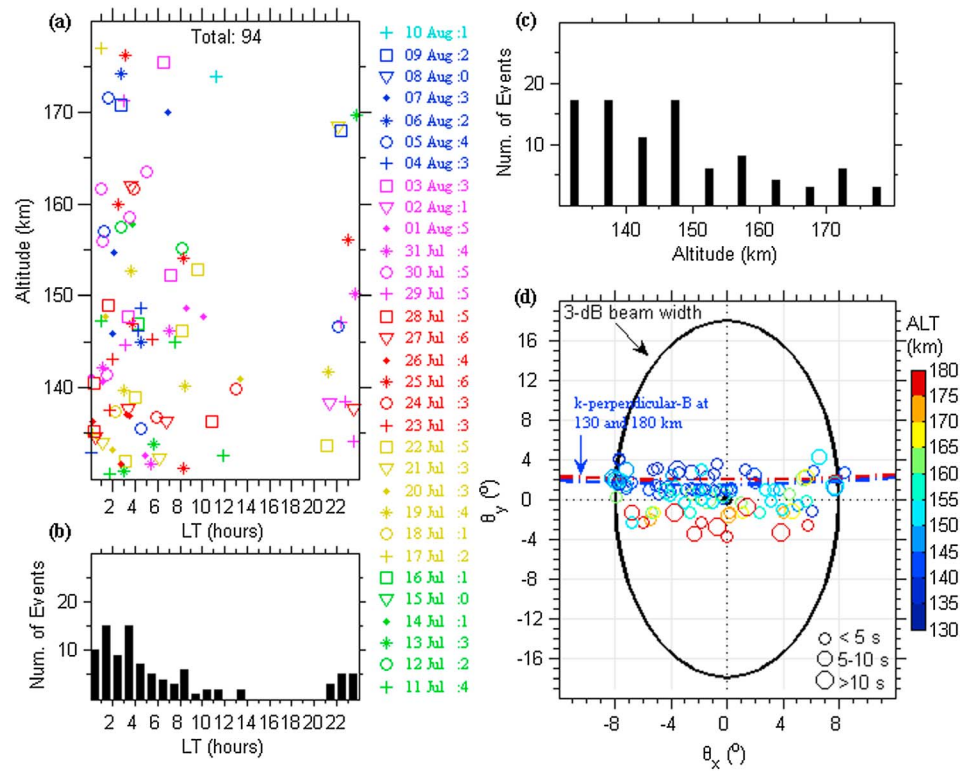 (a)
Total: 94
Altitude (km)
170
160
150
140
2 4 6 8 10 12 14 16 18 20 22
LT (hours)
10 Aug :1
09 Aug :2
08 Aug :0
07 Aug :3
06 Aug :2
05 Aug :4
04 Aug :3
03 Aug :3
02 Aug :1
01 Aug :5
31 Jul :4
30 Jul :5
29 Jul :5
28 Jul :5
27 Jul :6
26 Jul :4
25 Jul :6
24 Jul :3
23 Jul :3
22 Jul :5
21 Jul :3
20 Jul :3
19 Jul :4
18 Jul :1
17 Jul :2
16 Jul :1
15 Jul :0
14 Jul :1
13 Jul :3
12 Jul :2
11 Jul :4
(b)
Num. of Events
20
10
2 4 6 8 10 12 14 16 18 20 22
LT (hours)
(c)
Num. of Events
20
10
140 150 160 170
Altitude (km)
(d)
3-dB beam width
k-perpendicular-B at
130 and 180 km
θy (°)
16
12
8
4
0
-4
-8
-12
-16
-8 -4 0 4 8
θx (°)
< 5 s
5-10 s
>10 s
ALT
(km)
180
175
170
165
160
155
150
145
140
135
130